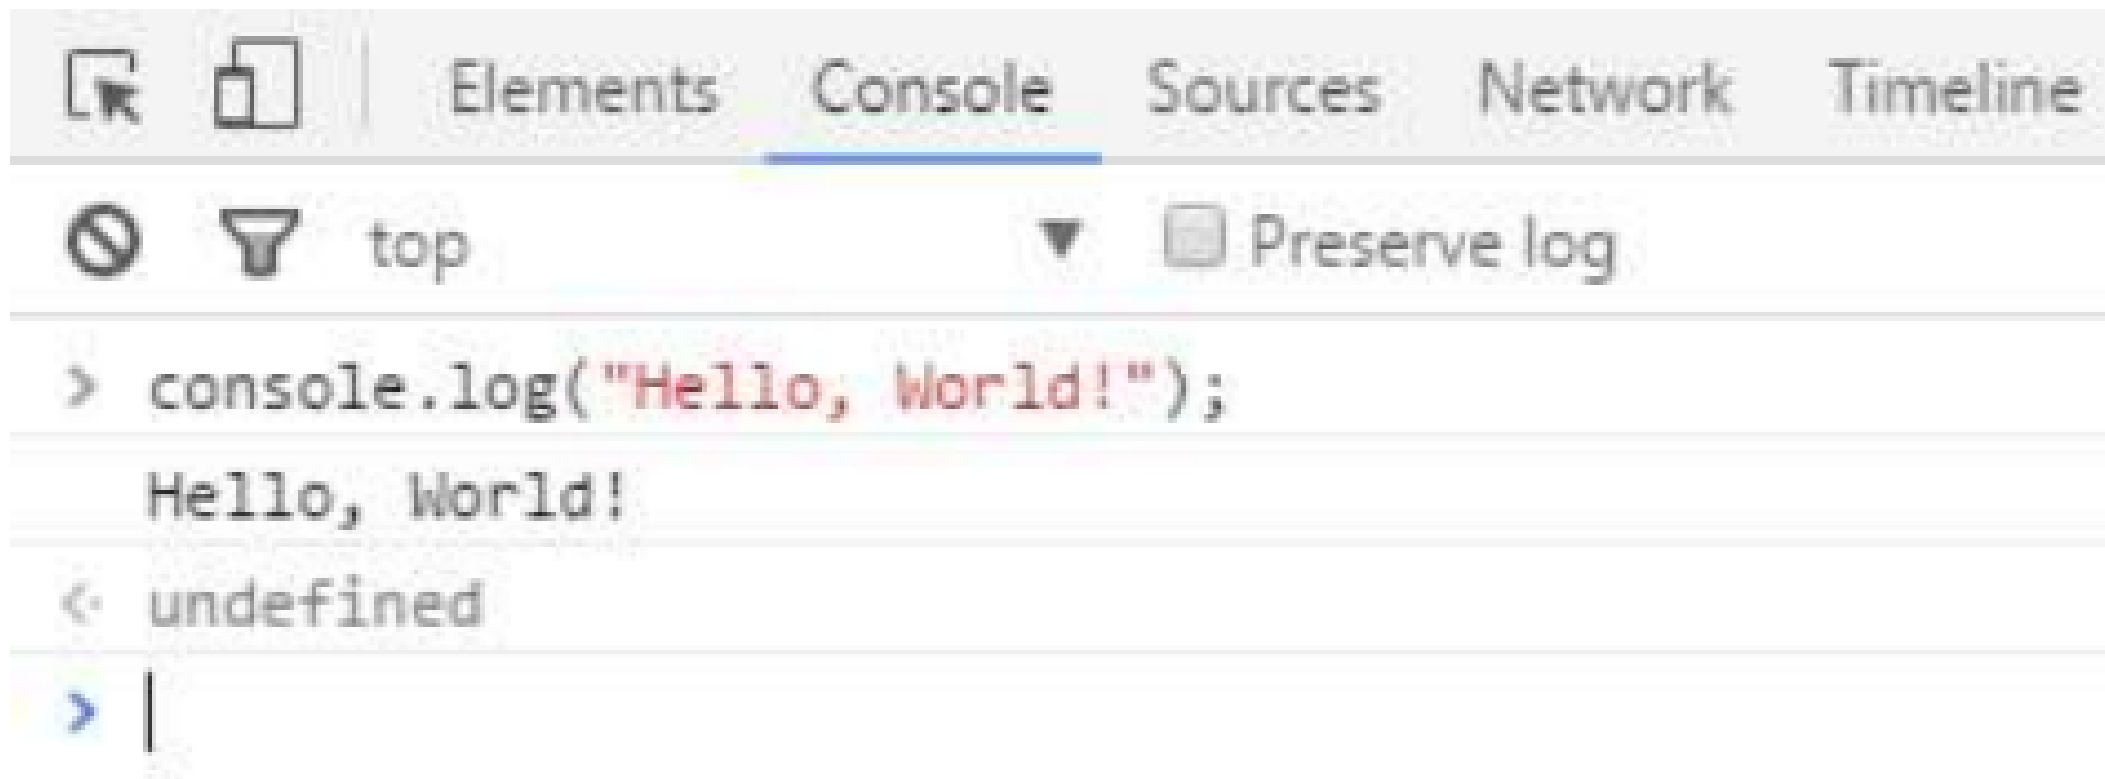 Elements Console Sources Network Timeline
top ▼ Preserve log
> console.log("Hello, World!");
Hello, World!
<· undefined
>